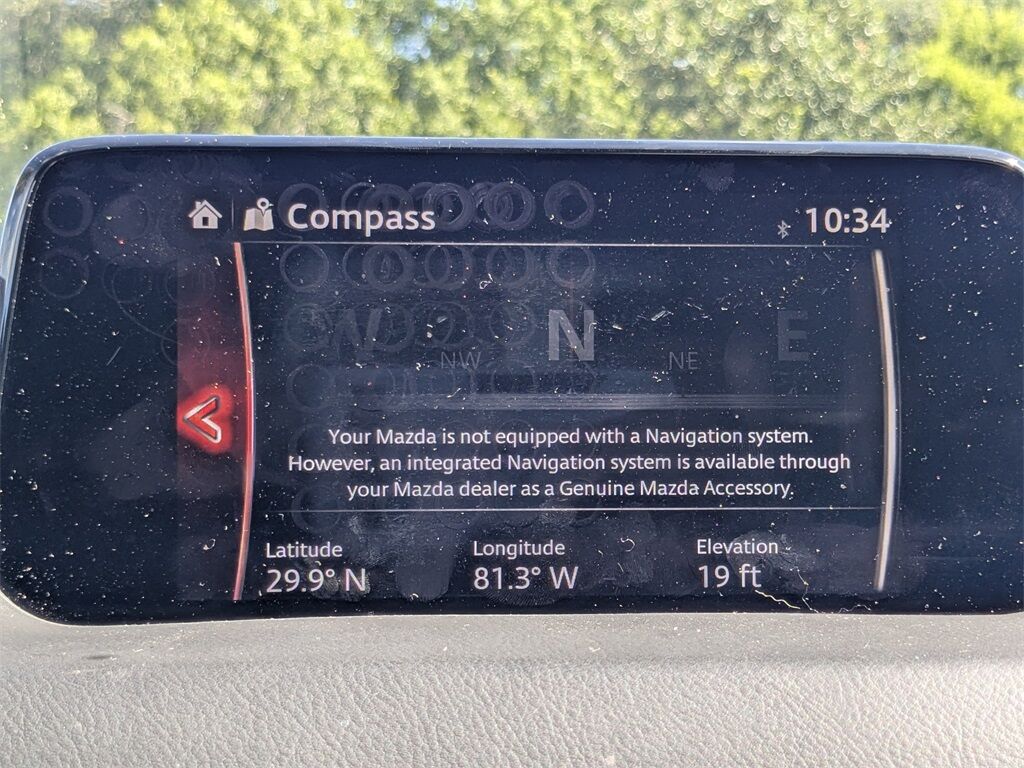 Compass
10:34
W NW N NE E
Your Mazda is not equipped with a Navigation system.
However, an integrated Navigation system is available through
your Mazda dealer as a Genuine Mazda Accessory.
Latitude Longitude Elevation
29.9° N 81.3° W 19 ft